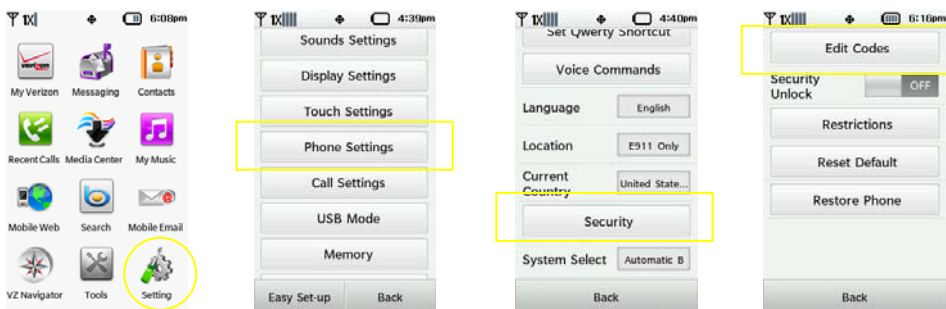 1X 6:08pm
verizon
My Verizon Messaging Contacts
Recent Calls Media Center My Music
Mobile Web Search Mobile Email
VZ Navigator Tools Setting
1X 4:39pm
Sounds Settings
Display Settings
Touch Settings
Phone Settings
Call Settings
USB Mode
Memory
Easy Set-up Back
1X 4:40pm
Set Qwerty Shortcut
Voice Commands
Language English
Location E911 Only
Current
Country United State...
Security
System Select Automatic B
Back
1X 6:16pm
Edit Codes
Security
Unlock OFF
Restrictions
Reset Default
Restore Phone
Back